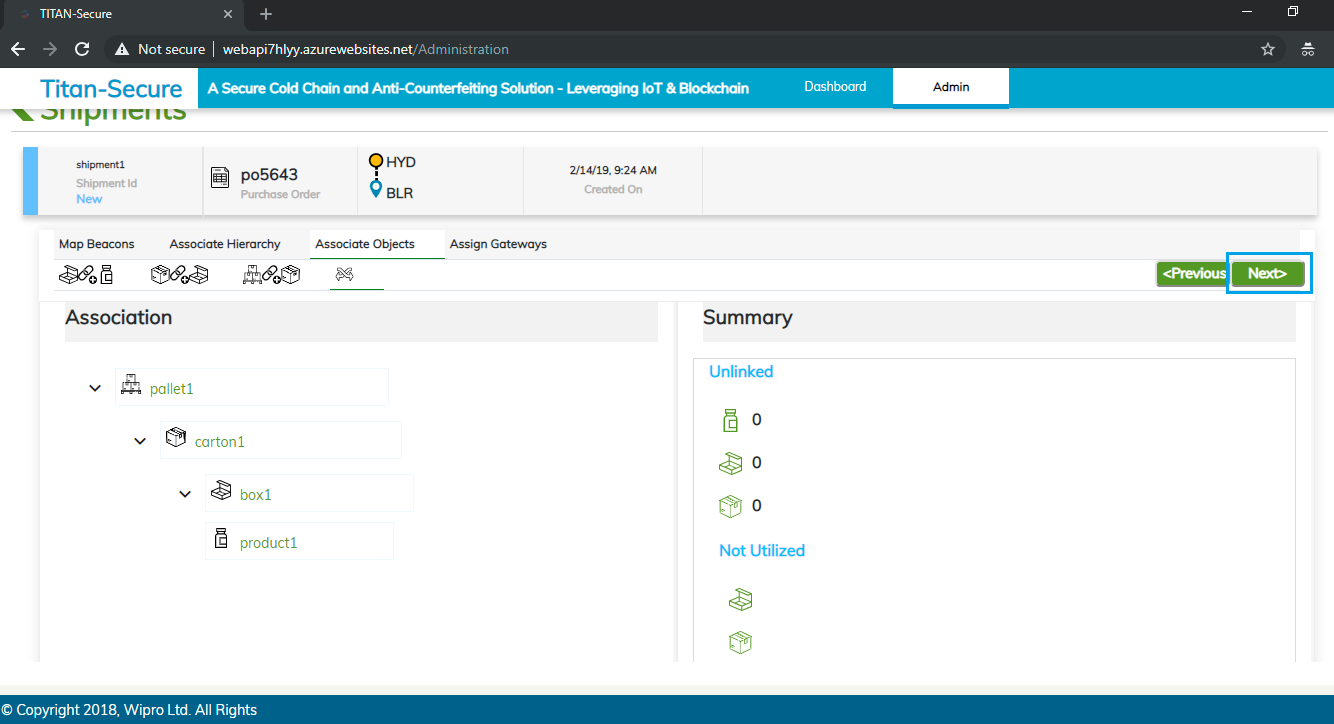 TITAN-Secure
Not secure | webapi7hlyy.azurewebsites.net/Administration
Titan-Secure
A Secure Cold Chain and Anti-Counterfeiting Solution - Leveraging IoT & Blockchain
Dashboard
Admin
Shipments
shipment1
Shipment Id
New
po5643
Purchase Order
HYD
BLR
2/14/19, 9:24 AM
Created On
Map Beacons
Associate Hierarchy
Associate Objects
Assign Gateways
<Previous
Next>
Association
Summary
pallet1
carton1
box1
product1
Unlinked
0
0
0
Not Utilized
© Copyright 2018, Wipro Ltd. All Rights